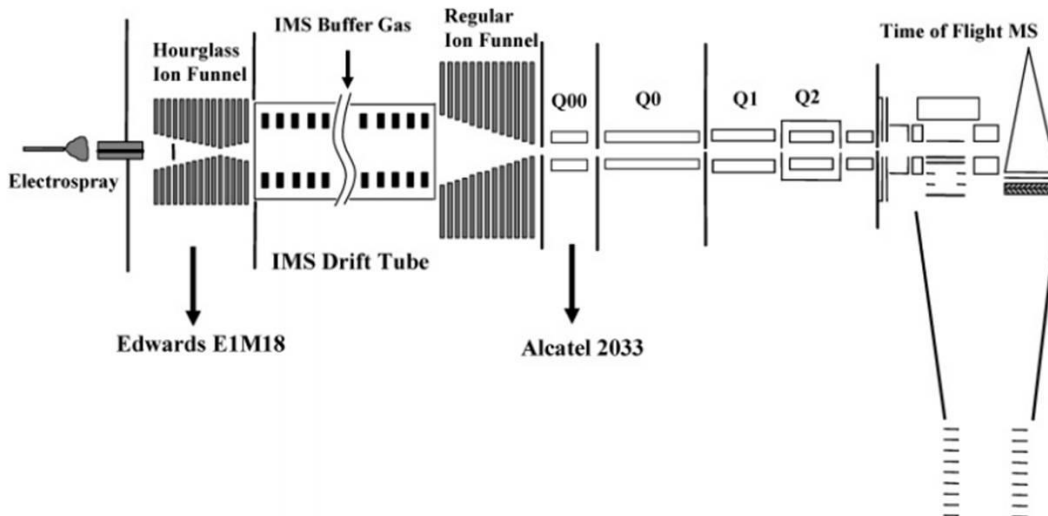 IMS Buffer Gas
Regular
Ion Funnel
Time of Flight MS
Hourglass
Ion Funnel
Q00
Q0
Q1
Q2
Electrospray
IMS Drift Tube
Edwards E1M18
Alcatel 2033